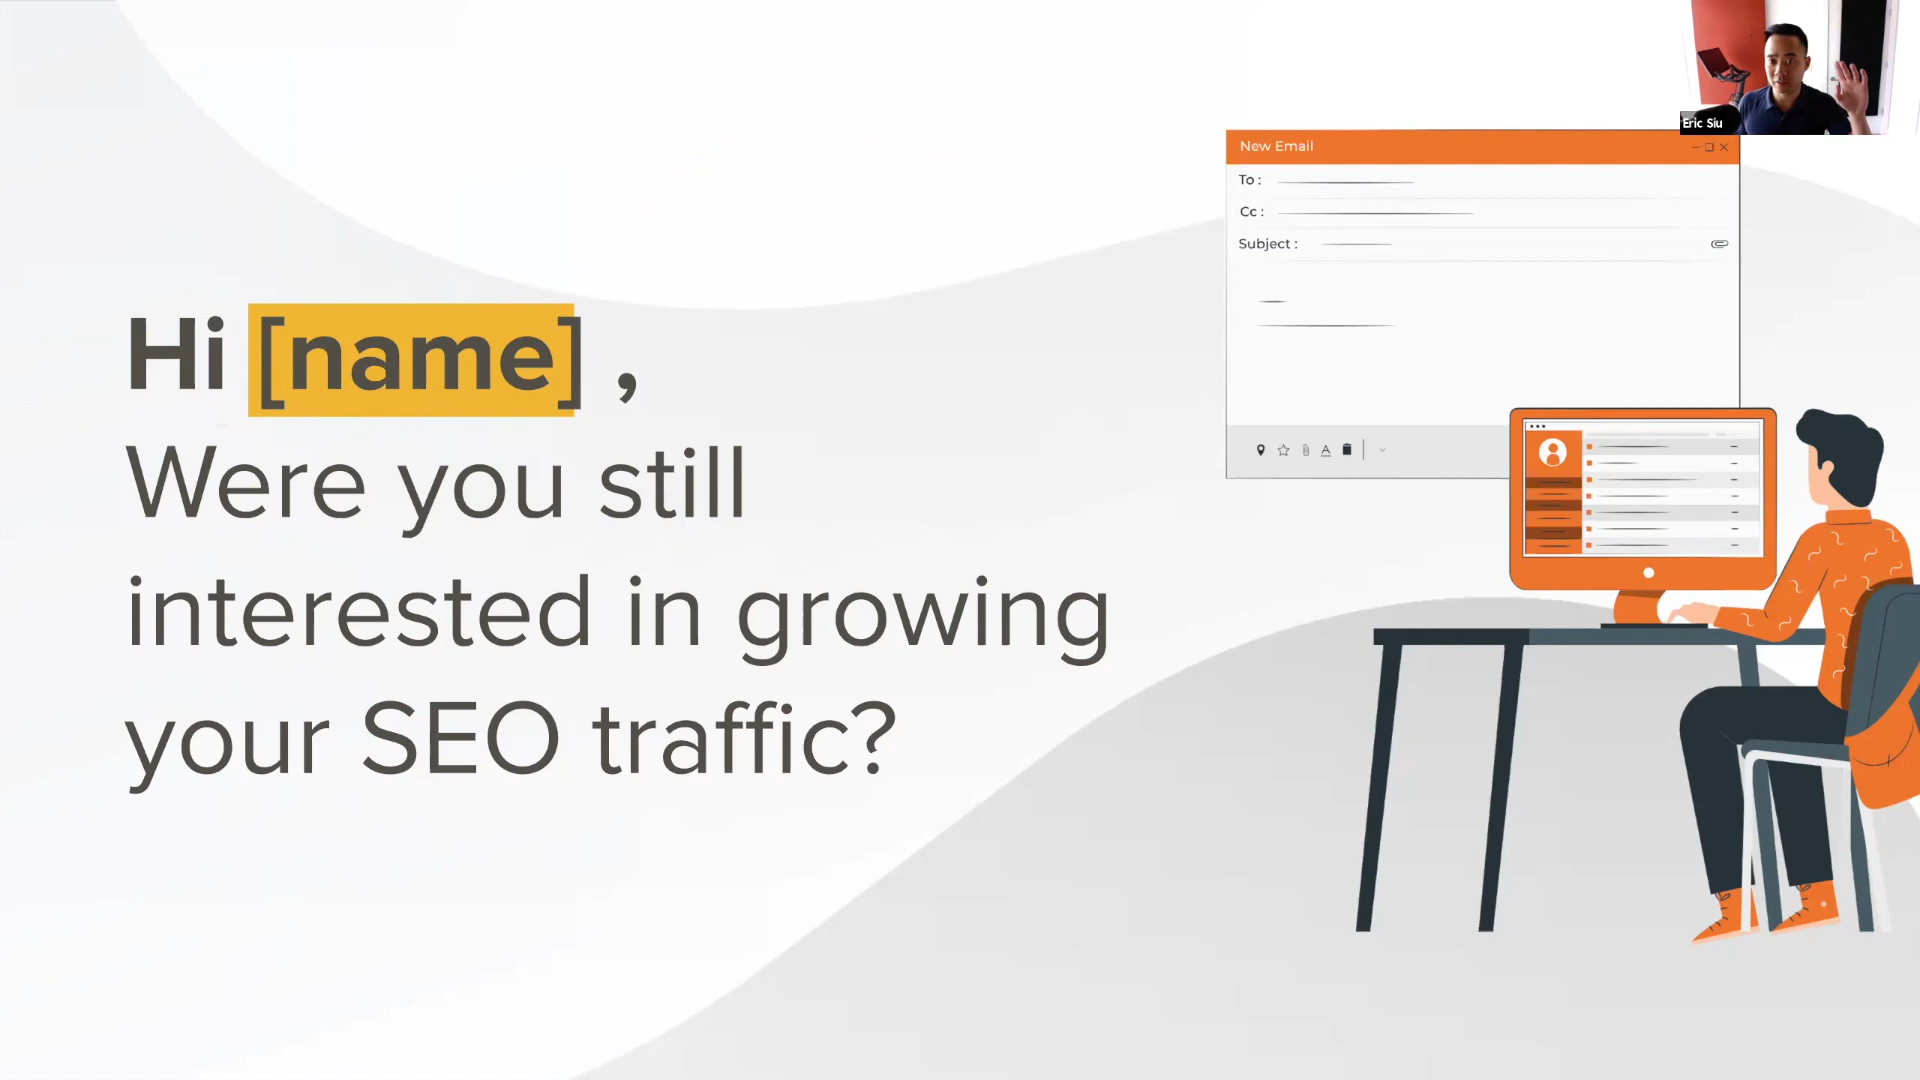 Eric Siu
New Email
To :
Cc :
Subject :
Hi [name] ,
Were you still
interested in growing
your SEO traffic?